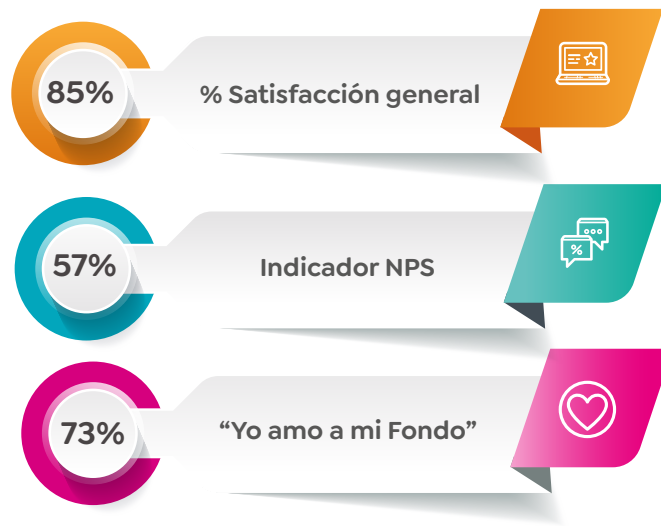 85%
% Satisfacción general
57%
Indicador NPS
%
73%
“Yo amo a mi Fondo”